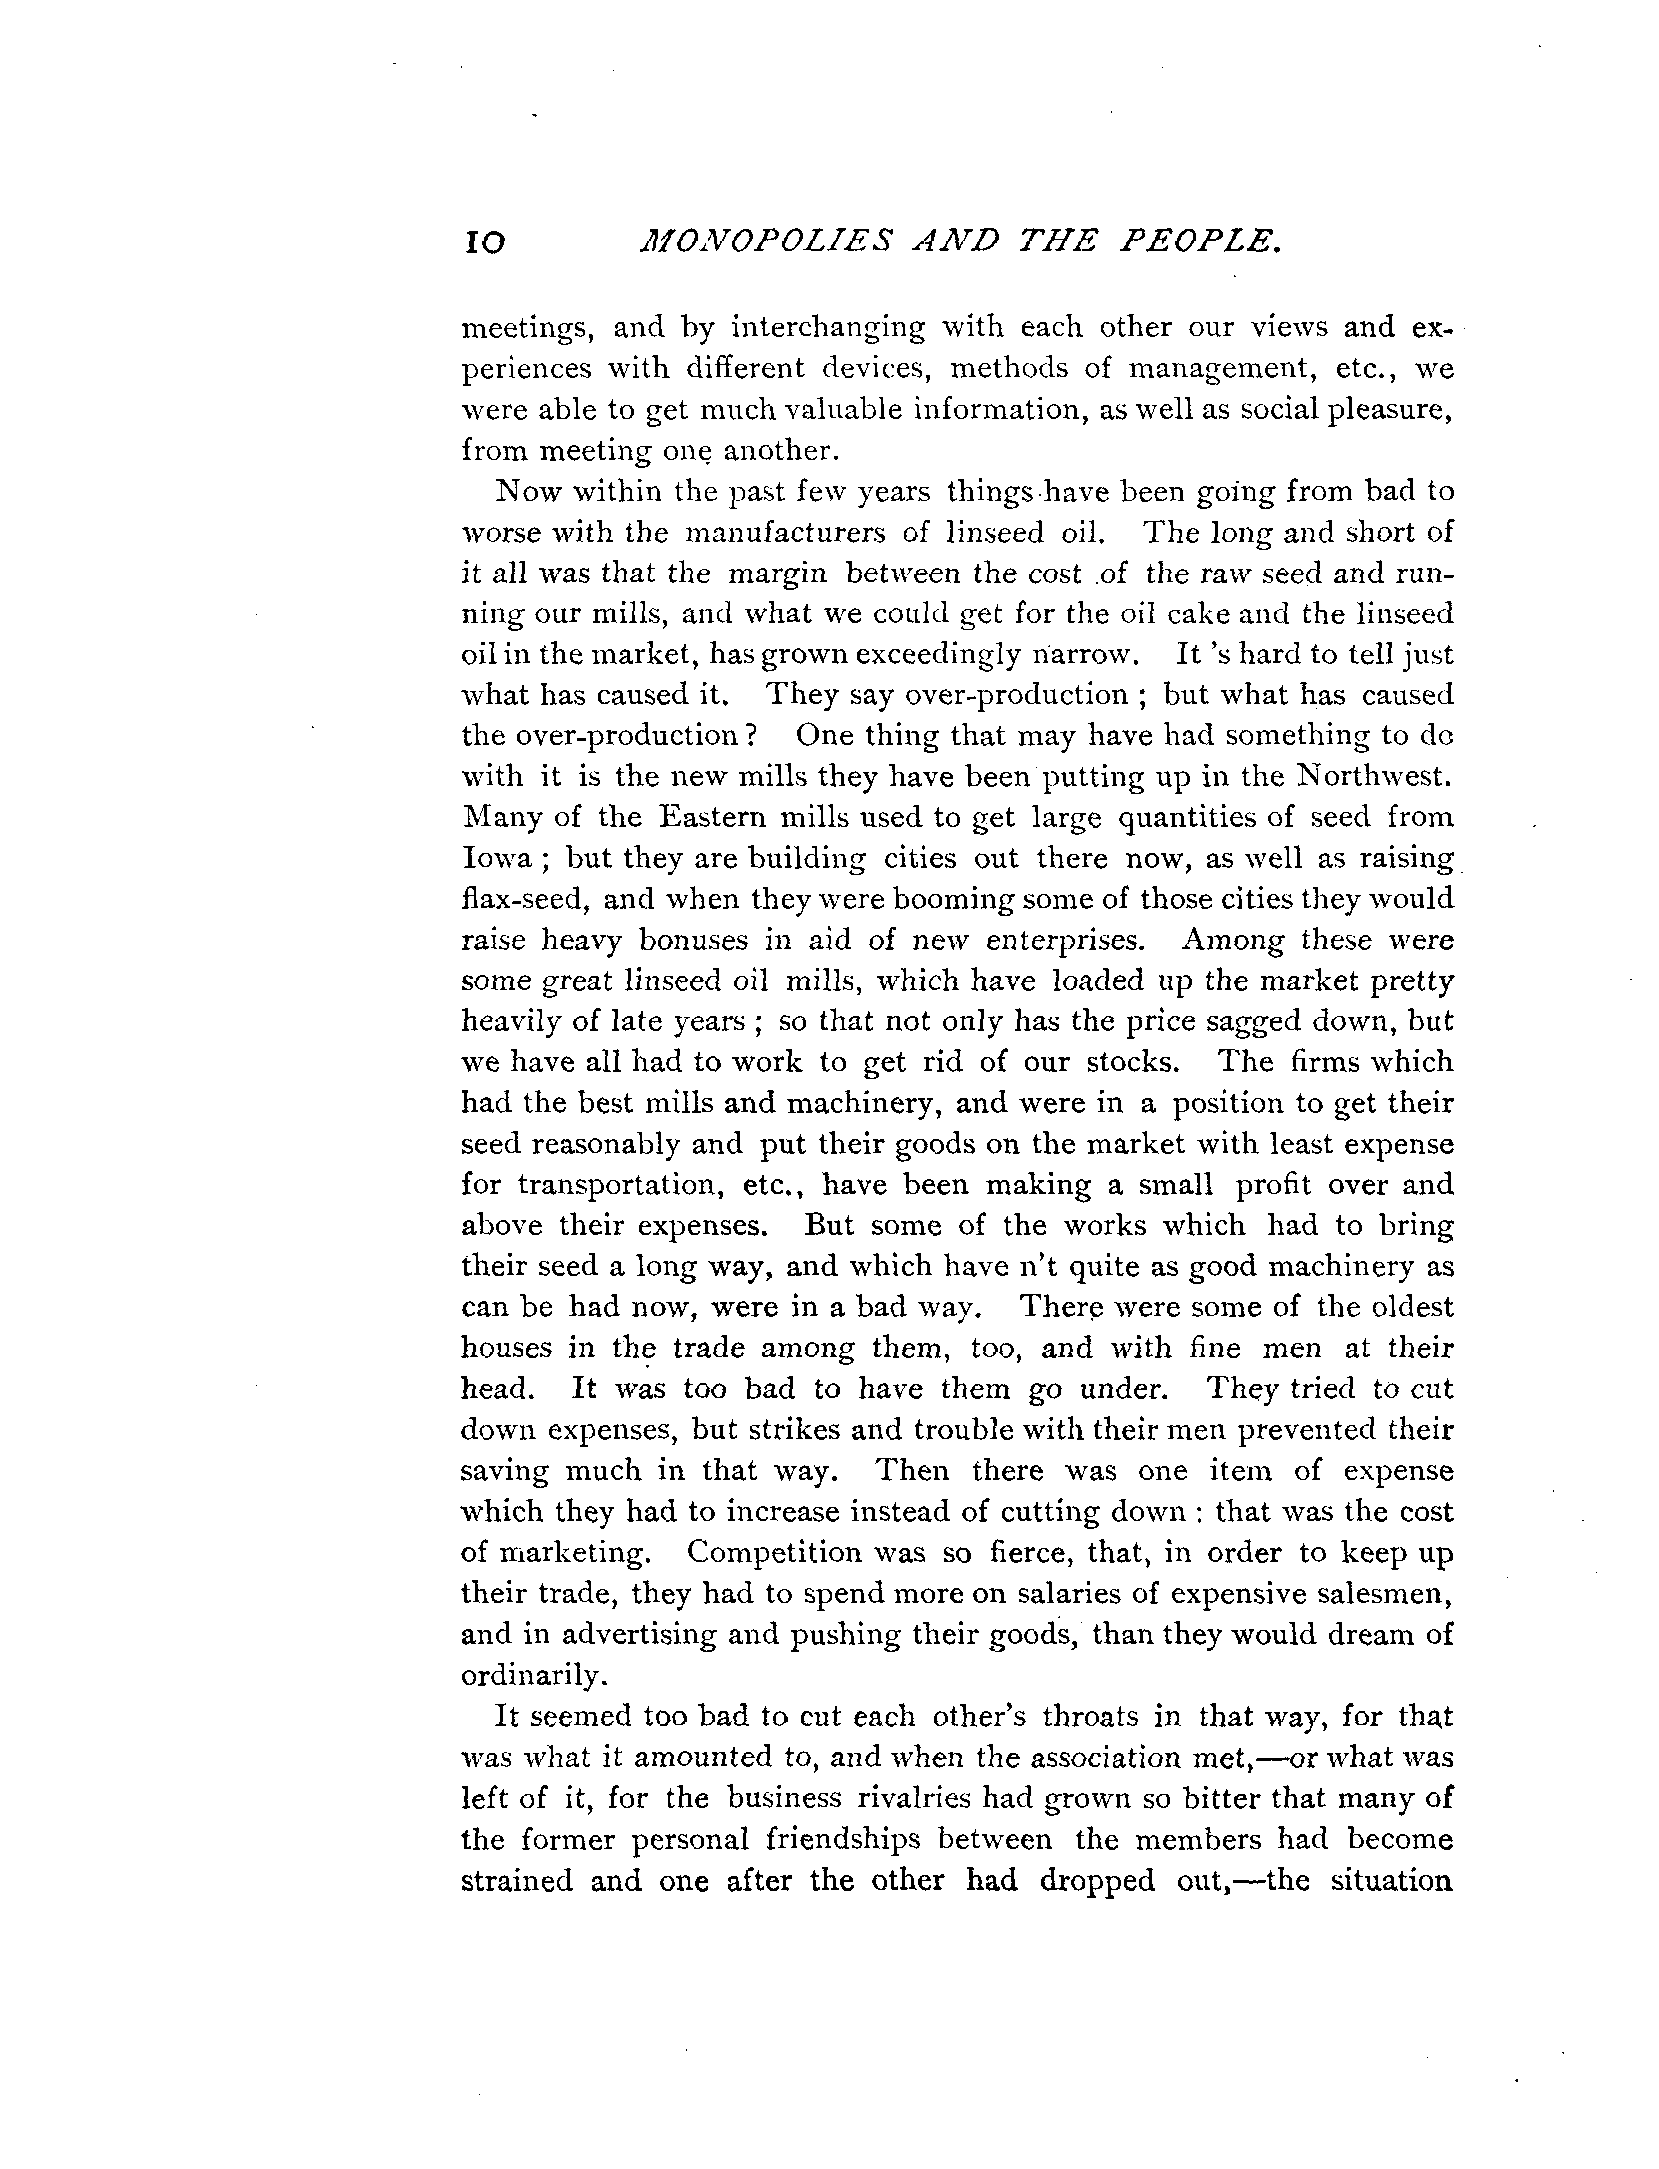 10 MONOPOLIES AND THE PEOPLE.
meetings, and by interchanging with each other our views and ex-
periences with different devices, methods of management, etc., we
were able to get much valuable information, as well as social pleasure,
from meeting one another.
Now within the past few years things have been going from bad to
worse with the manufacturers of linseed oil. The long and short of
it all was that the margin between the cost of the raw seed and run-
ning our mills, and what we could get for the oil cake and the linseed
oil in the market, has grown exceedingly narrow. It 's hard to tell just
what has caused it. They say over-production ; but what has caused
the over-production ? One thing that may have had something to do
with it is the new mills they have been putting up in the Northwest.
Many of the Eastern mills used to get large quantities of seed from
Iowa ; but they are building cities out there now, as well as raising
flax-seed, and when they were booming some of those cities they would
raise heavy bonuses in aid of new enterprises. Among these were
some great linseed oil mills, which have loaded up the market pretty
heavily of late years ; so that not only has the price sagged down, but
we have all had to work to get rid of our stocks. The firms which
had the best mills and machinery, and were in a position to get their
seed reasonably and put their goods on the market with least expense
for transportation, etc., have been making a small profit over and
above their expenses. But some of the works which had to bring
their seed a long way, and which have n't quite as good machinery as
can be had now, were in a bad way. There were some of the oldest
houses in the trade among them, too, and with fine men at their
head. It was too bad to have them go under. They tried to cut
down expenses, but strikes and trouble with their men prevented their
saving much in that way. Then there was one item of expense
which they had to increase instead of cutting down : that was the cost
of marketing. Competition was so fierce, that, in order to keep up
their trade, they had to spend more on salaries of expensive salesmen,
and in advertising and pushing their goods, than they would dream of
ordinarily.
It seemed too bad to cut each other's throats in that way, for that
was what it amounted to, and when the association met,—or what was
left of it, for the business rivalries had grown so bitter that many of
the former personal friendships between the members had become
strained and one after the other had dropped out,—the situation